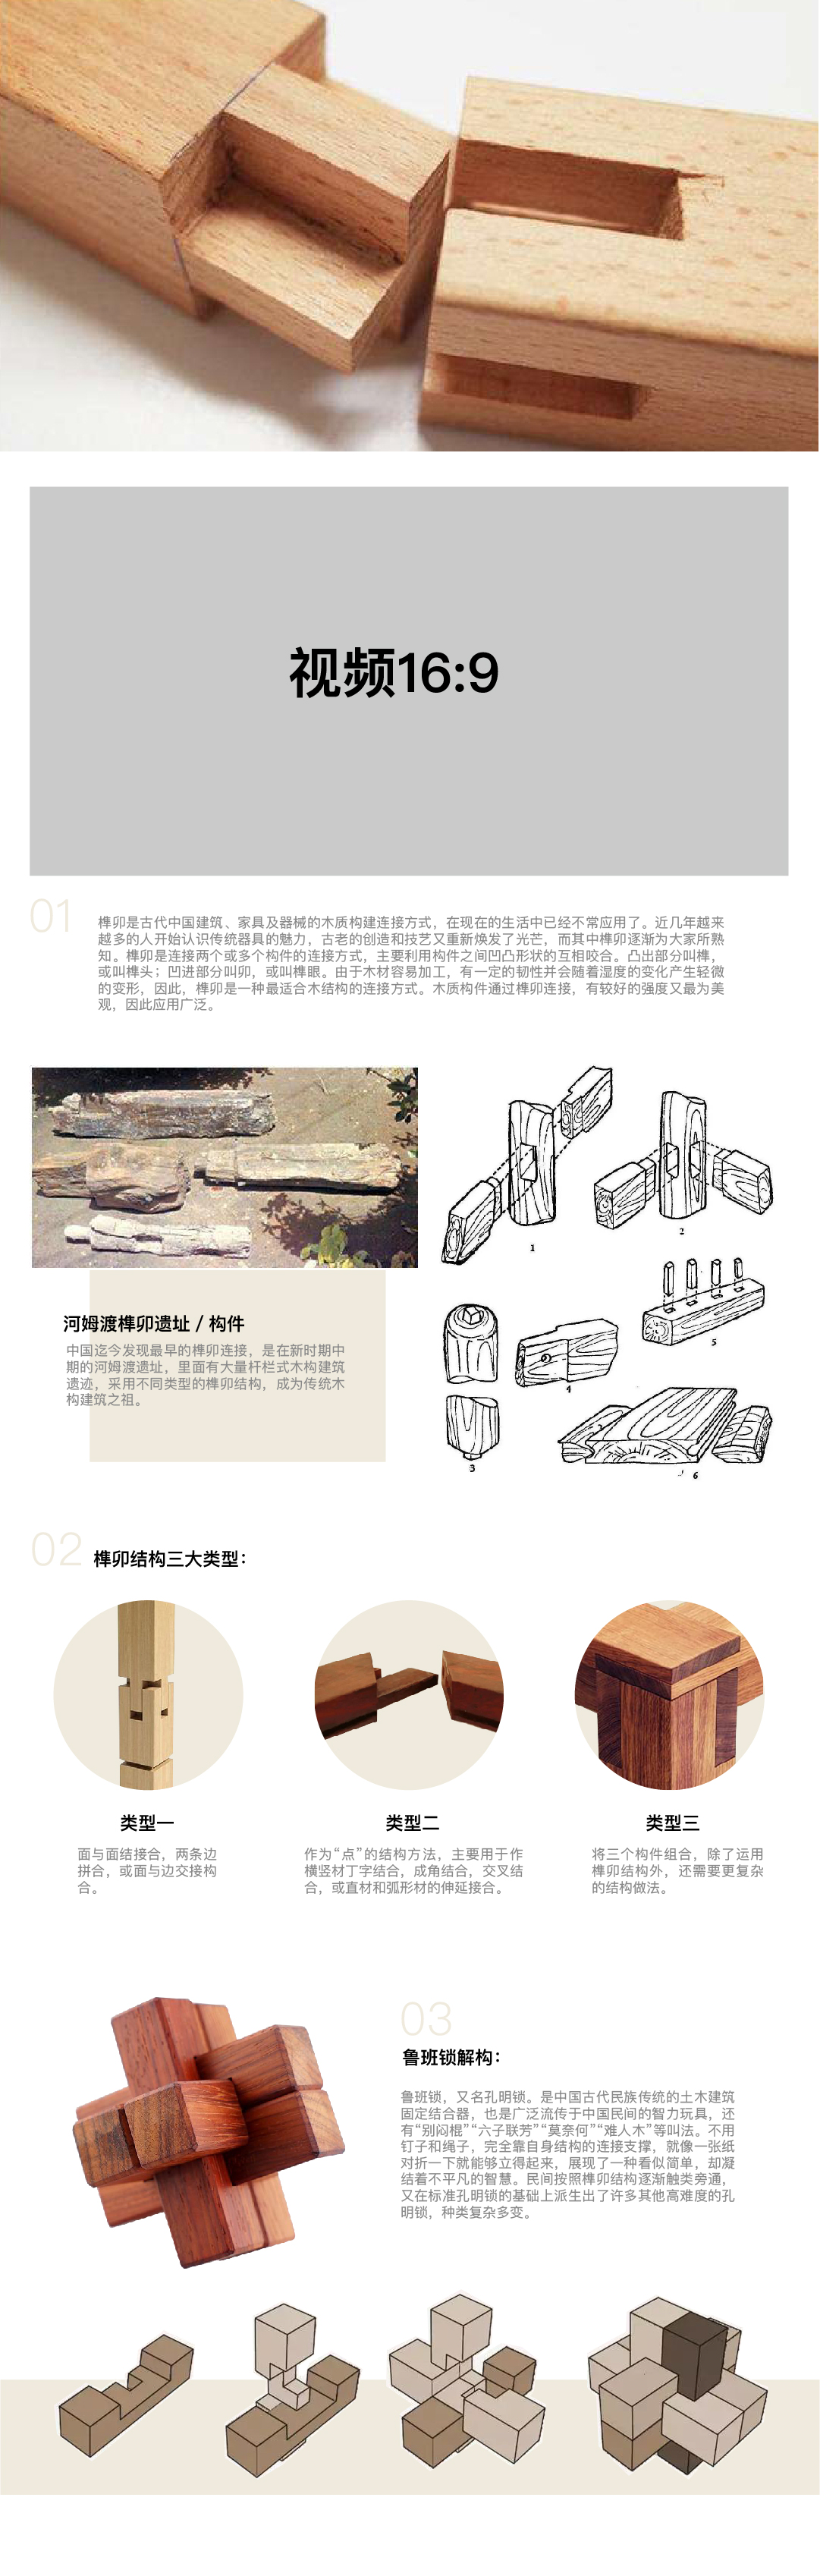 视频16:9
01
榫卯是古代中国建筑、家具及器械的木质构建连接方式，在现在的生活中已经不常应用了。近几年越来
越多的人开始认识传统器具的魅力，古老的创造和技艺又重新焕发了光芒，而其中榫卯逐渐为大家所熟
知。榫卯是连接两个或多个构件的连接方式，主要利用构件之间凹凸形状的互相咬合。凸出部分叫榫，
或叫榫头；凹进部分叫卯，或叫榫眼。由于木材容易加工，有一定的韧性并会随着湿度的变化产生轻微
的变形，因此，榫卯是一种最适合木结构的连接方式。木质构件通过榫卯连接，有较好的强度又最为美
观，因此应用广泛。
河姆渡榫卯遗址 / 构件
中国迄今发现最早的榫卯连接，是在新时期中
期的河姆渡遗址，里面有大量杆栏式木构建筑
遗迹，采用不同类型的榫卯结构，成为传统木
构建筑之祖。
1
2
5
4
3
6
02
榫卯结构三大类型：
类型一
面与面结接合，两条边
拼合，或面与边交接构
合。
类型二
作为“点”的结构方法，主要用于作
横竖材丁字结合，成角结合，交叉结
合，或直材和弧形材的伸延接合。
类型三
将三个构件组合，除了运用
榫卯结构外，还需要更复杂
的结构做法。
03
鲁班锁解构：
鲁班锁，又名孔明锁。是中国古代民族传统的土木建筑
固定结合器，也是广泛流传于中国民间的智力玩具，还
有“别闷棍”“六子联芳”“莫奈何”“难人木”等叫法。不用
钉子和绳子，完全靠自身结构的连接支撑，就像一张纸
对折一下就能够立得起来，展现了一种看似简单，却凝
结着不平凡的智慧。民间按照榫卯结构逐渐触类旁通，
又在标准孔明锁的基础上派生出了许多其他高难度的孔
明锁，种类复杂多变。